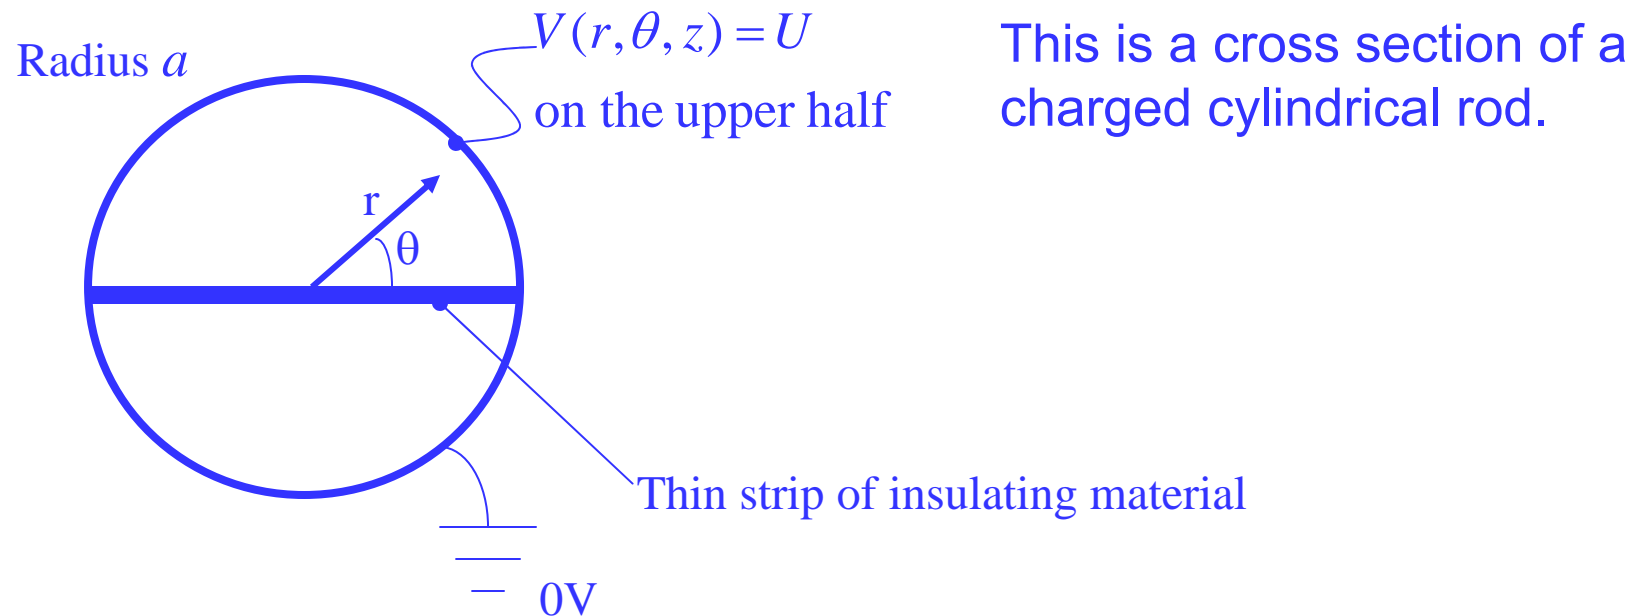 Radius a
V(r,θ,z) = U
on the upper half
This is a cross section of a
charged cylindrical rod.
r
θ
Thin strip of insulating material
0V